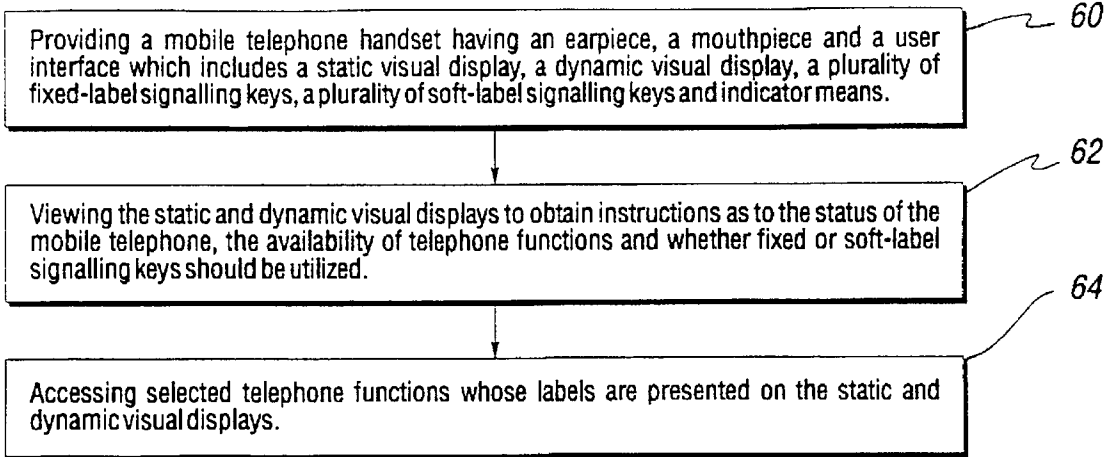 60
Providing a mobile telephone handset having an earpiece, a mouthpiece and a user
interface which includes a static visual display, a dynamic visual display, a plurality of
fixed-label signalling keys, a plurality of soft-label signalling keys and indicator means.
62
Viewing the static and dynamic visual displays to obtain instructions as to the status of the
mobile telephone, the availability of telephone functions and whether fixed or soft-label
signalling keys should be utilized.
64
Accessing selected telephone functions whose labels are presented on the static and
dynamic visual displays.